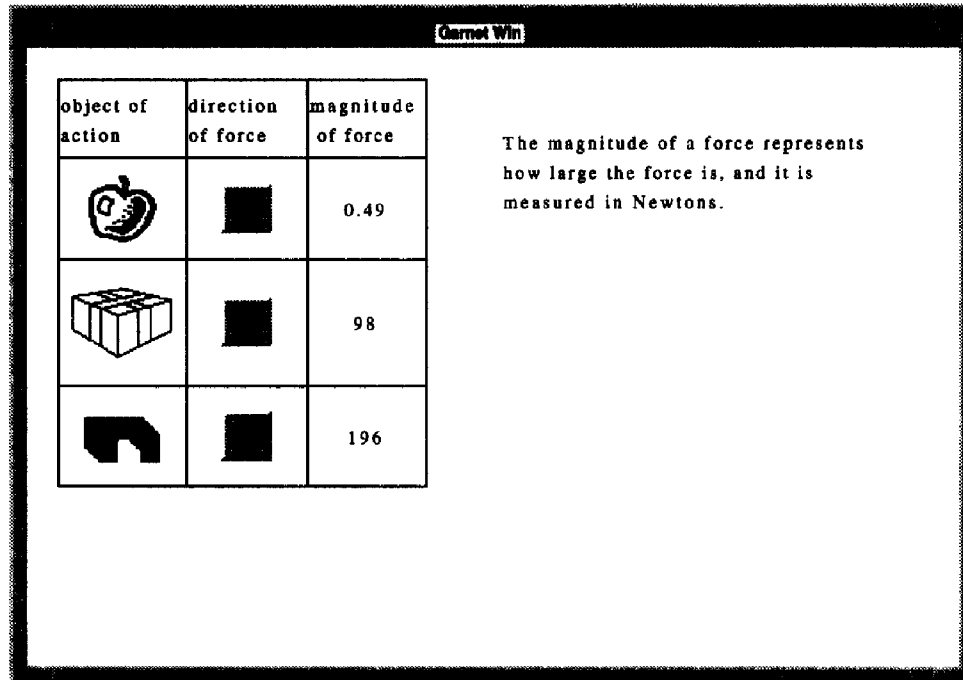 Garnet Win
object of action
direction of force
magnitude of force
0.49
98
196
The magnitude of a force represents
how large the force is, and it is
measured in Newtons.